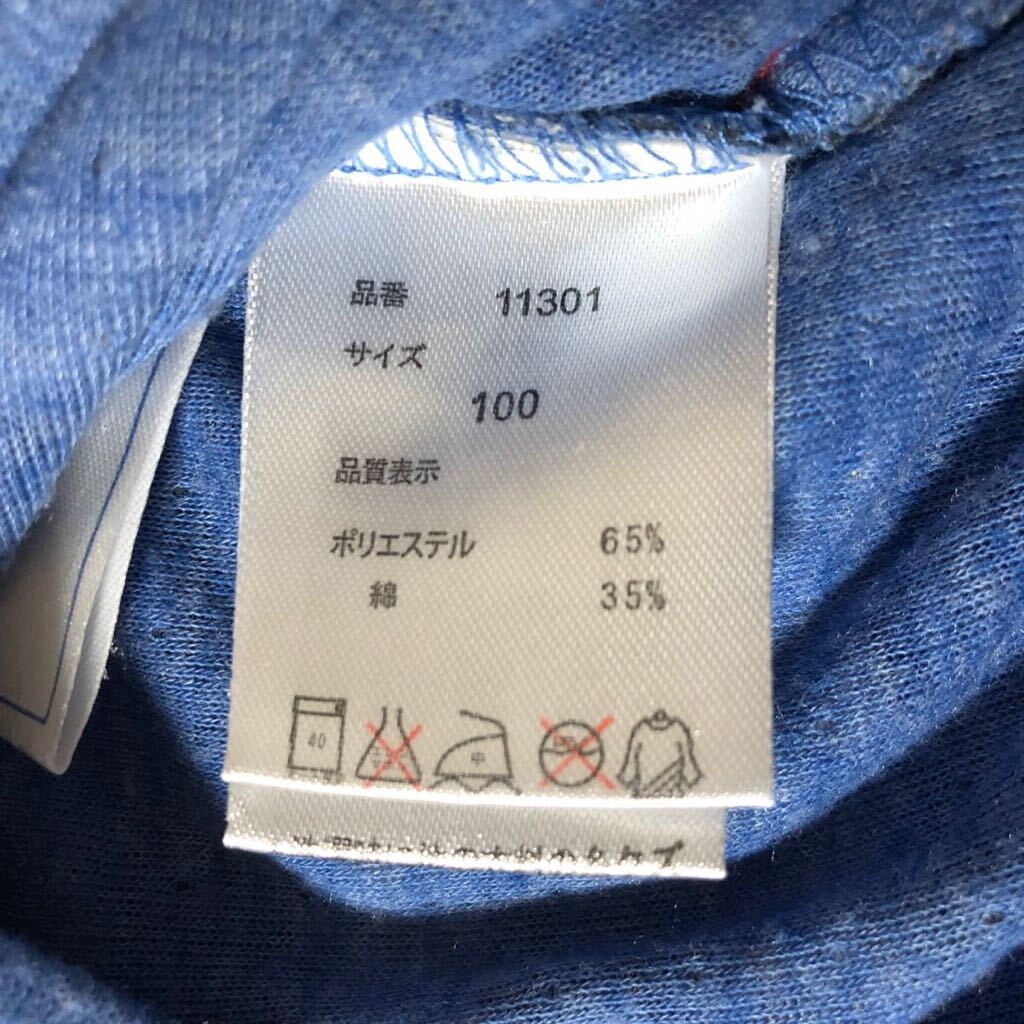 品番 11301
サイズ
100
品質表示
ポリエステル 65%
綿 35%
40 中